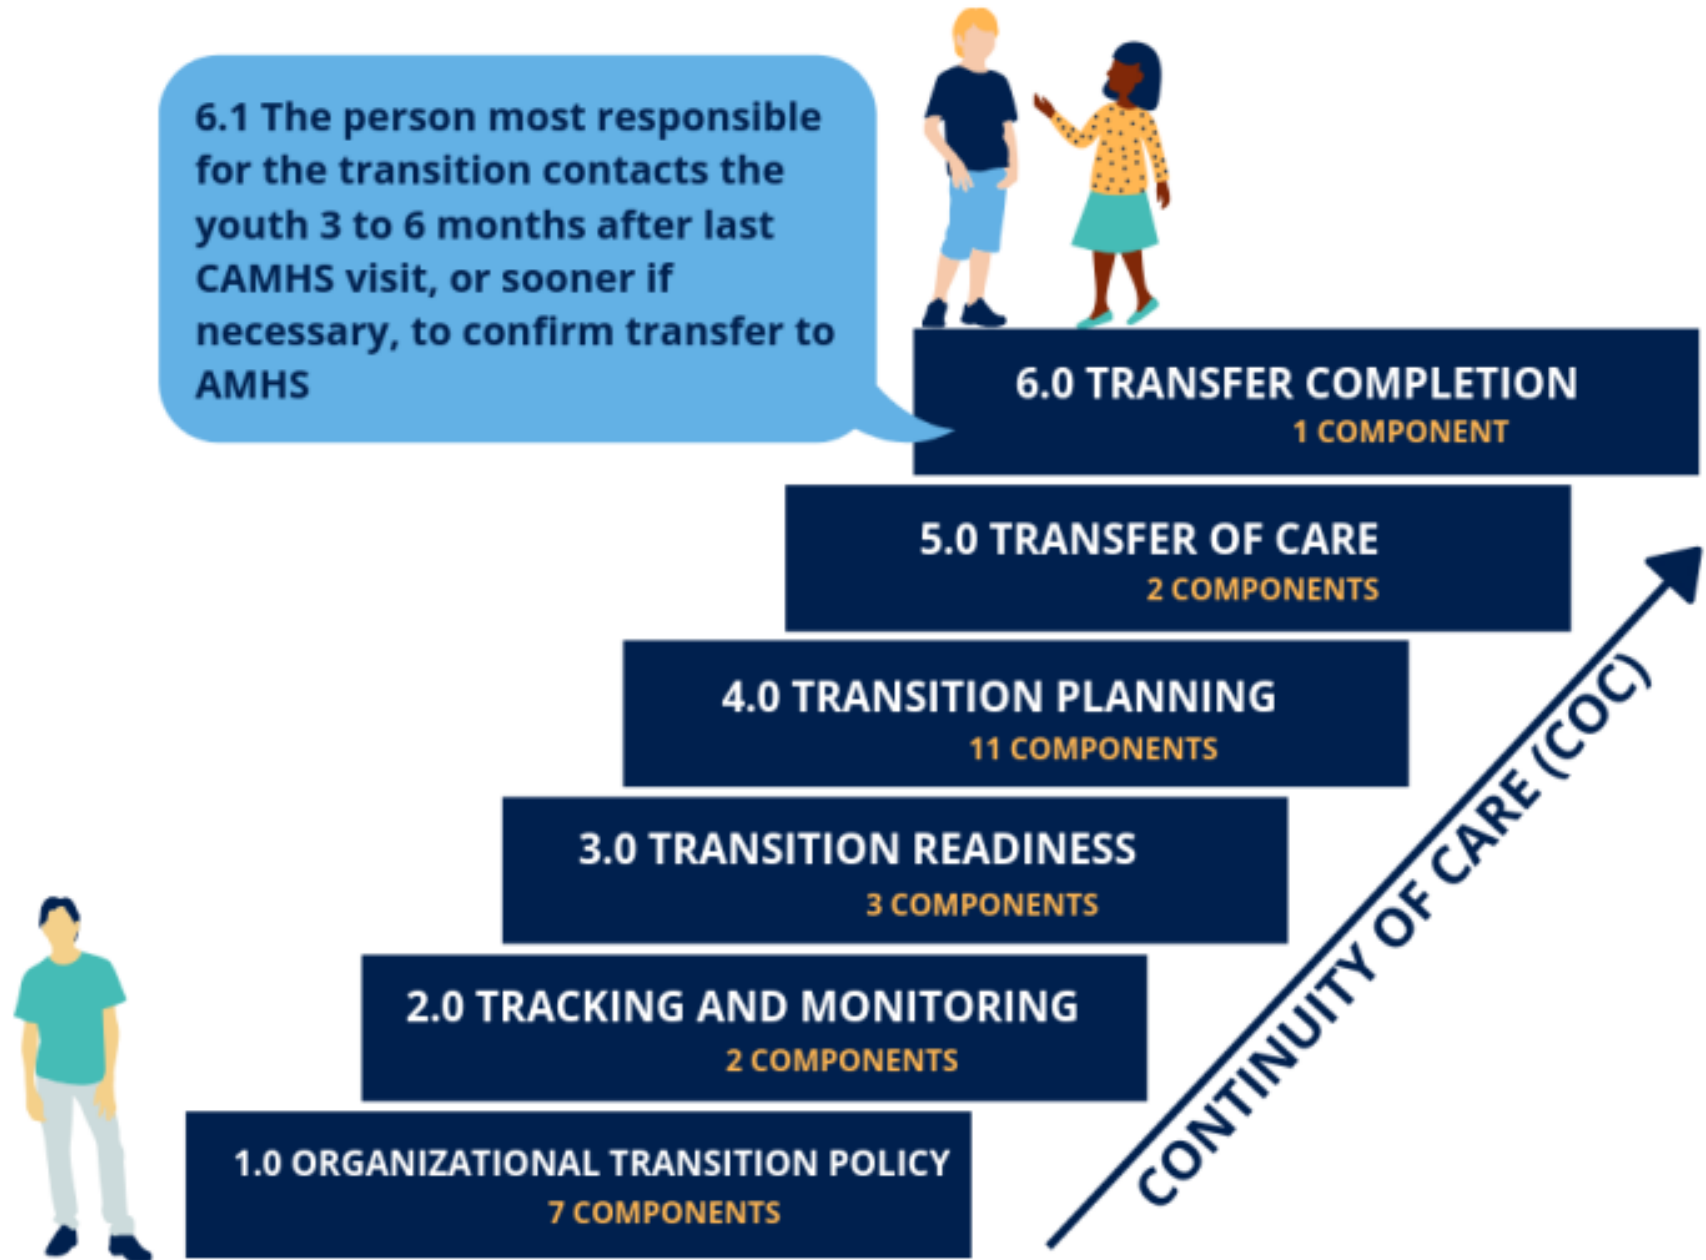 6.1 The person most responsible
for the transition contacts the
youth 3 to 6 months after last
CAMHS visit, or sooner if
necessary, to confirm transfer to
AMHS
6.0 TRANSFER COMPLETION
1 COMPONENT
5.0 TRANSFER OF CARE
2 COMPONENTS
4.0 TRANSITION PLANNING
11 COMPONENTS
3.0 TRANSITION READINESS
3 COMPONENTS
2.0 TRACKING AND MONITORING
2 COMPONENTS
1.0 ORGANIZATIONAL TRANSITION POLICY
7 COMPONENTS
CONTINUITY OF CARE (COC)